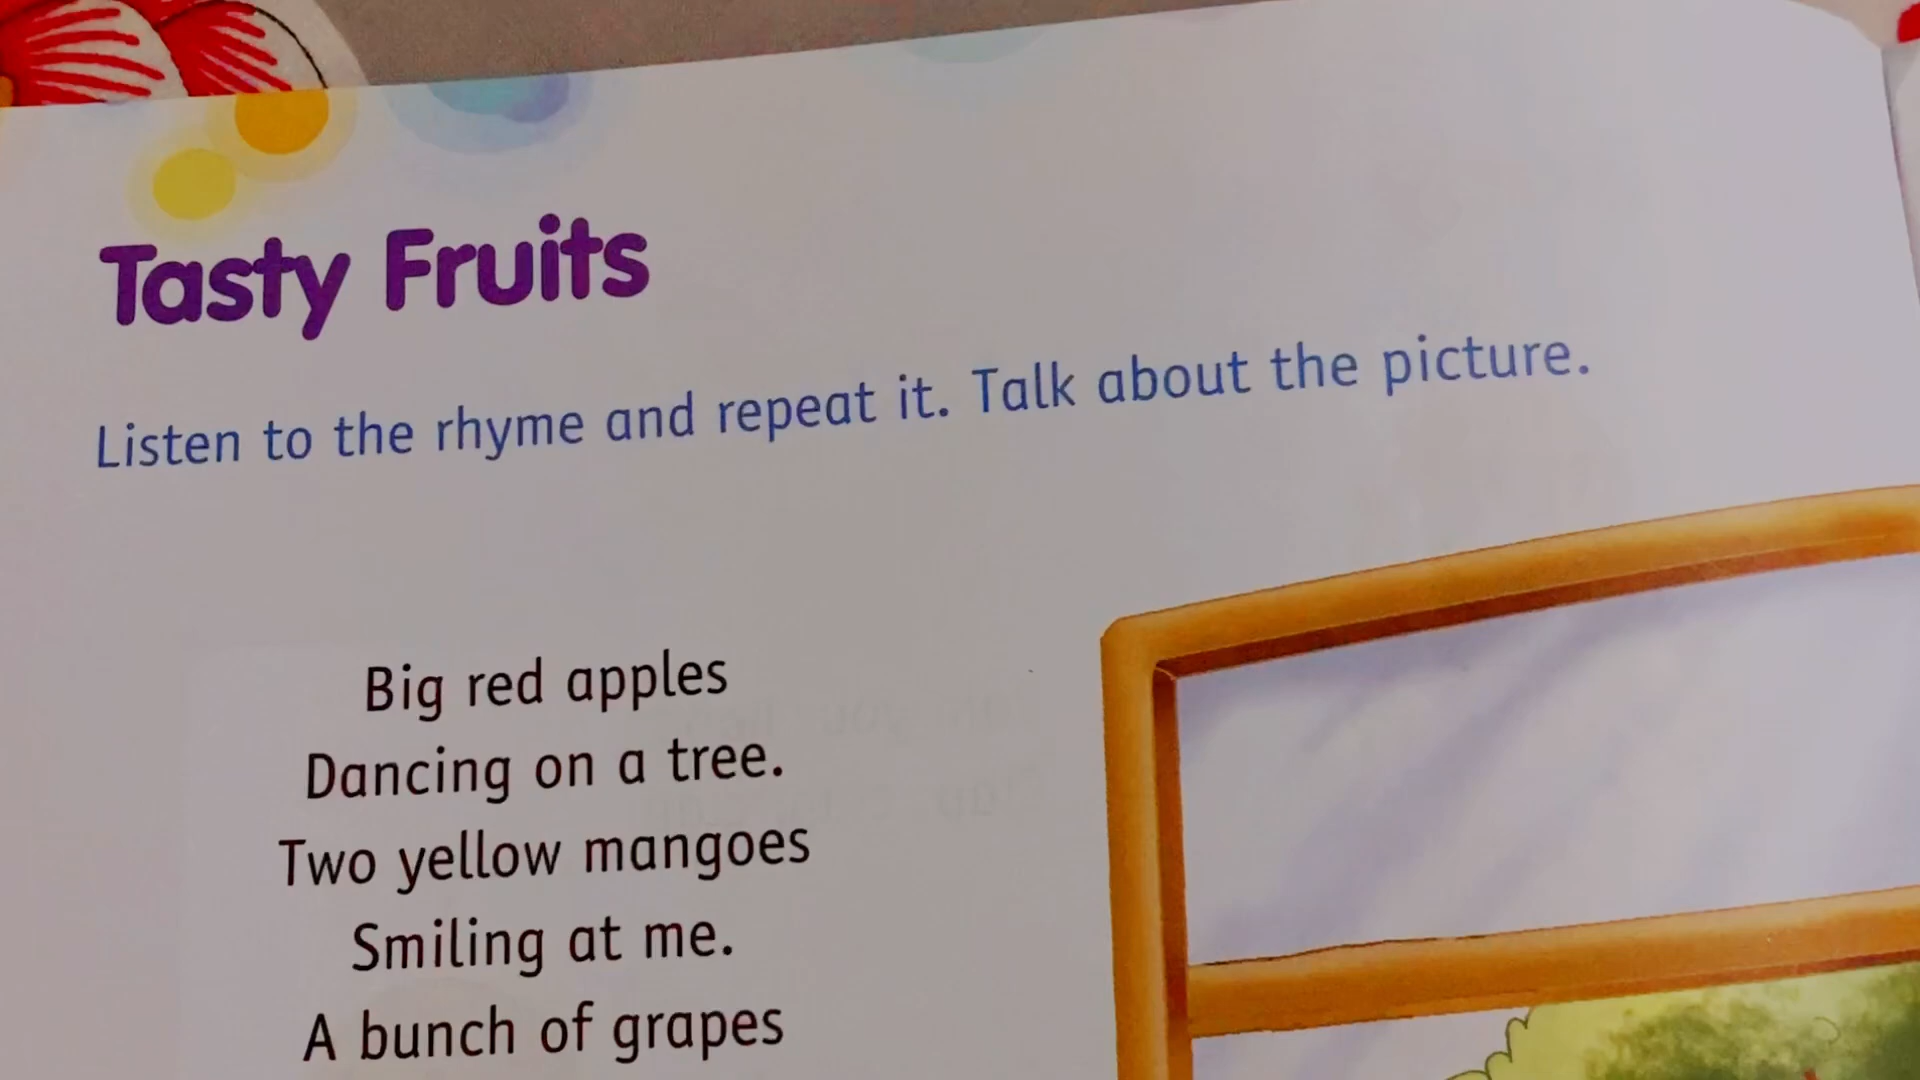 Tasty Fruits
Listen to the rhyme and repeat it. Talk about the picture.
Big red apples
Dancing on a tree.
Two yellow mangoes
Smiling at me.
A bunch of grapes